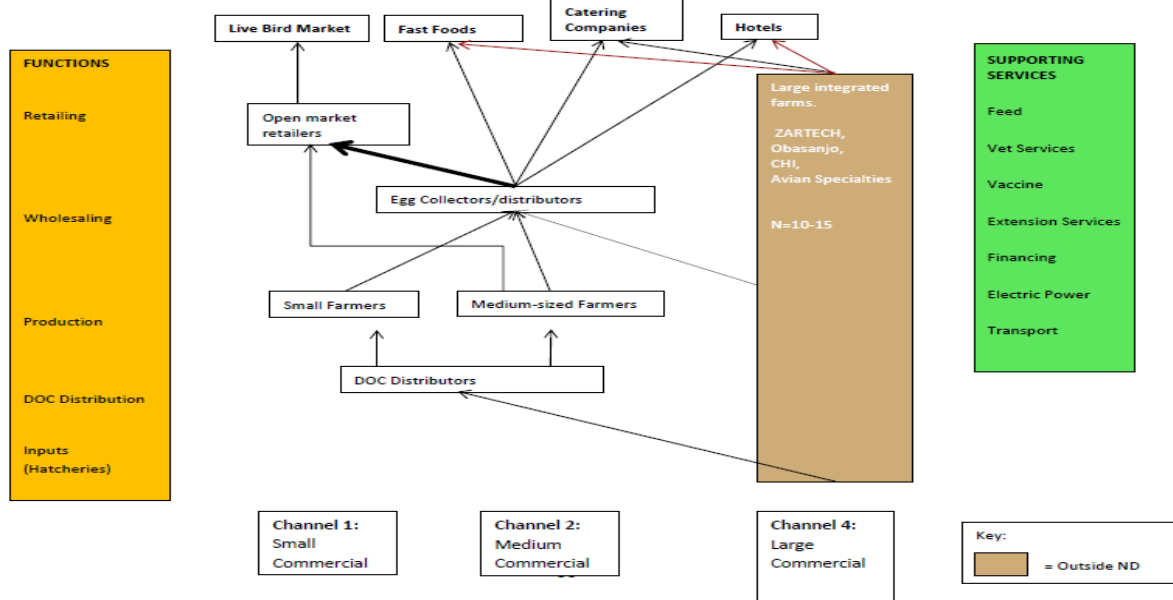 Live Bird Market
Fast Foods
Catering
Companies
Hotels
FUNCTIONS
Retailing
Wholesaling
Production
DOC Distribution
Inputs
(Hatcheries)
Open market
retailers
Egg Collectors/distributors
Small Farmers
Medium-sized Farmers
DOC Distributors
Large integrated
farms.
ZARTECH,
Obasanjo,
CHI,
Avian Specialties
N=10-15
SUPPORTING
SERVICES
Feed
Vet Services
Vaccine
Extension Services
Financing
Electric Power
Transport
Channel 1:
Small
Commercial
Channel 2:
Medium
Commercial
Channel 4:
Large
Commercial
Key:
= Outside ND